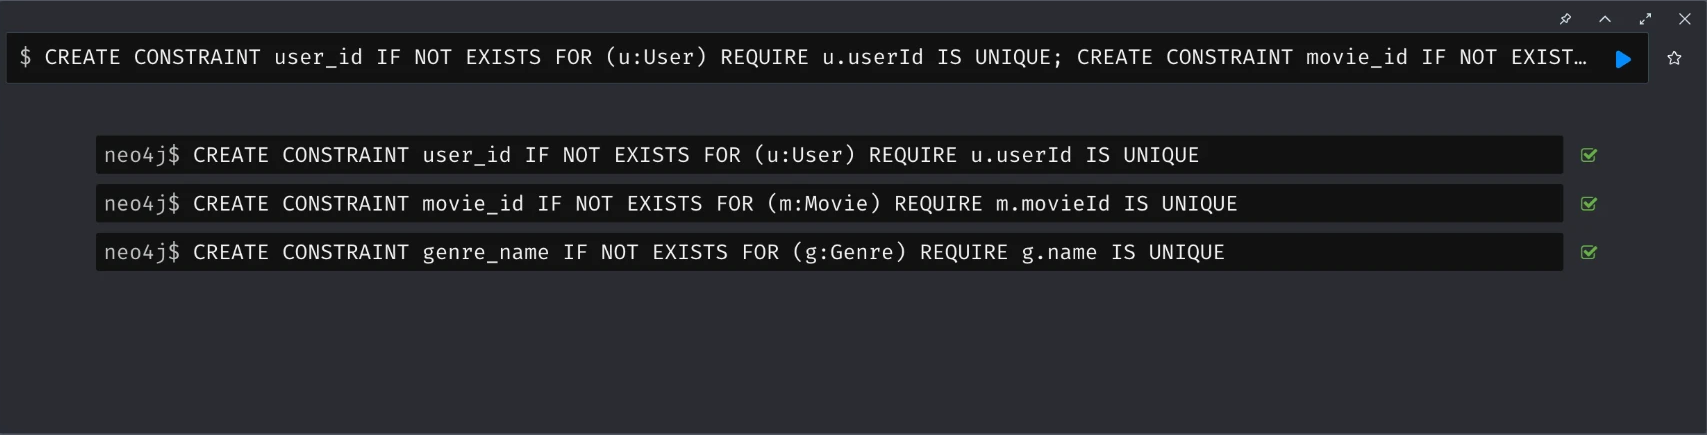 $ CREATE CONSTRAINT user_id IF NOT EXISTS FOR (u:User) REQUIRE u.userId IS UNIQUE; CREATE CONSTRAINT movie_id IF NOT EXIST…
neo4j$ CREATE CONSTRAINT user_id IF NOT EXISTS FOR (u:User) REQUIRE u.userId IS UNIQUE
neo4j$ CREATE CONSTRAINT movie_id IF NOT EXISTS FOR (m:Movie) REQUIRE m.movieId IS UNIQUE
neo4j$ CREATE CONSTRAINT genre_name IF NOT EXISTS FOR (g:Genre) REQUIRE g.name IS UNIQUE